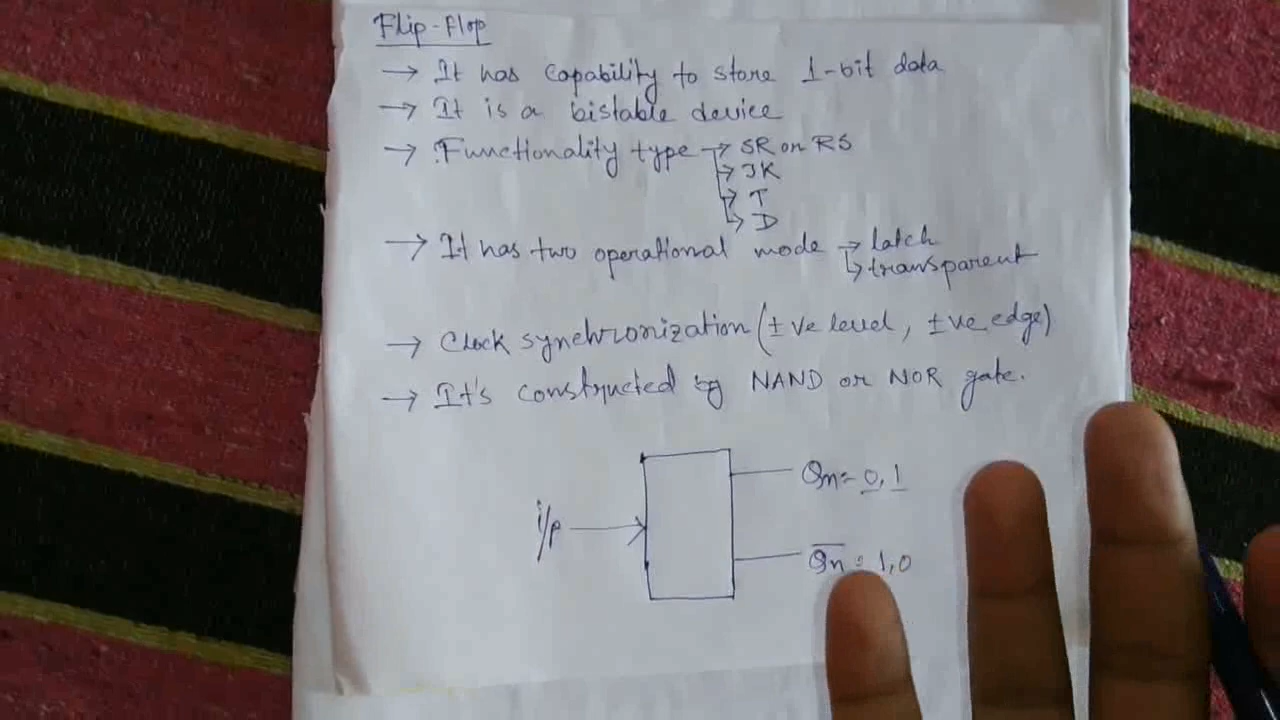 Flip-Flop
→ It has capability to store 1-bit data
→ It is a bistable device
→ Functionality type → SR or RS
→ JK
→ T
→ D
→ It has two operational mode → latch
→ transparent
→ Clock synchronization (±ve level, ±ve edge)
→ It's constructed by NAND or NOR gate.
Qn = 0, 1
i/p
Q̅n̅ = 1, 0